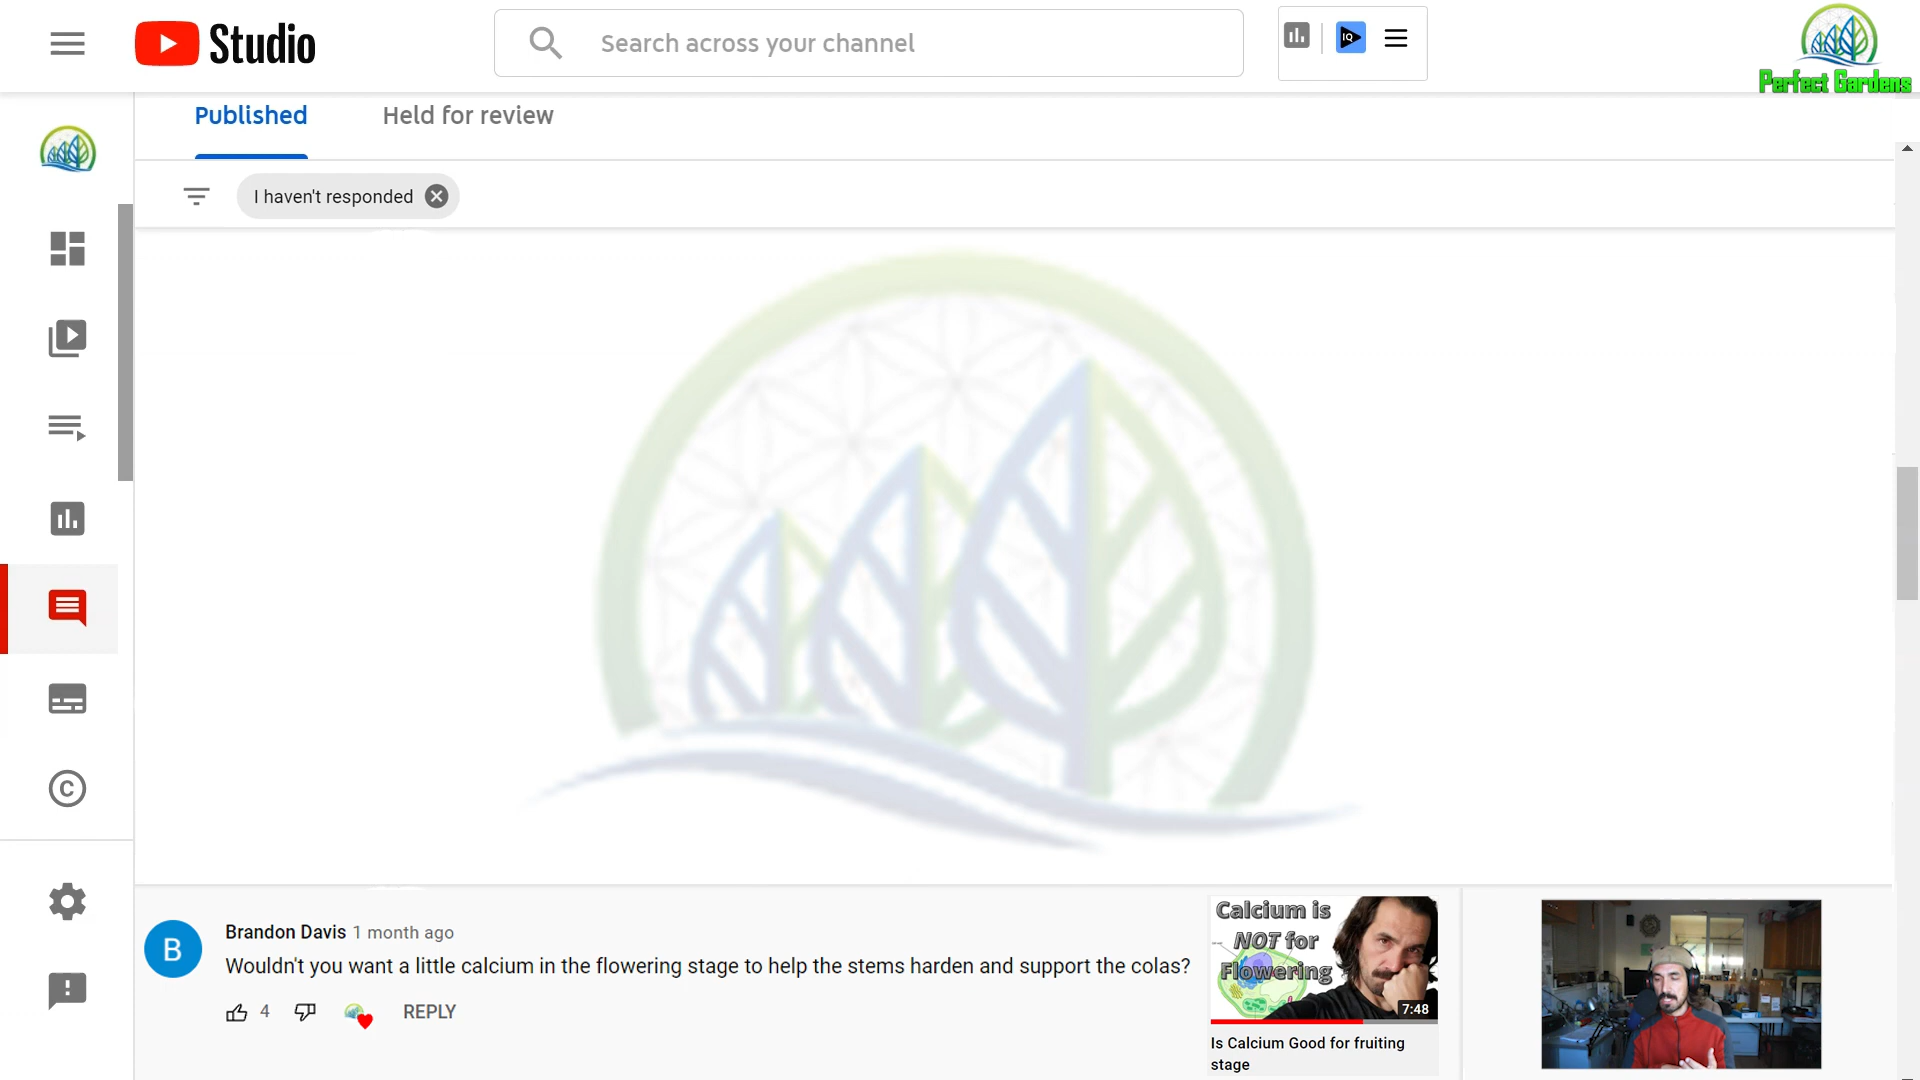 Studio
Search across your channel
IQ
Perfect Gardens
Published
Held for review
I haven't responded
Brandon Davis 1 month ago
Wouldn't you want a little calcium in the flowering stage to help the stems harden and support the colas?
B
4
REPLY
Calcium is
NOT for
Flowering
7:48
Is Calcium Good for fruiting
stage